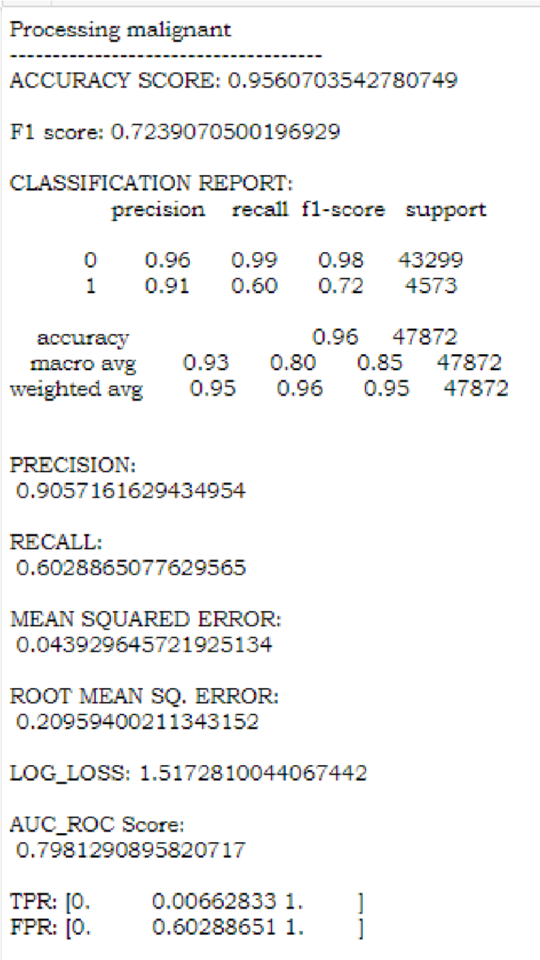 Processing malignant
-------------------------------------
ACCURACY SCORE: 0.9560703542780749
F1 score: 0.7239070500196929
CLASSIFICATION REPORT:
precision recall f1-score support
0 0.96 0.99 0.98 43299
1 0.91 0.60 0.72 4573
accuracy 0.96 47872
macro avg 0.93 0.80 0.85 47872
weighted avg 0.95 0.96 0.95 47872
PRECISION:
0.9057161629434954
RECALL:
0.6028865077629565
MEAN SQUARED ERROR:
0.043929645721925134
ROOT MEAN SQ. ERROR:
0.20959400211343152
LOG_LOSS: 1.5172810044067442
AUC_ROC Score:
0.7981290895820717
TPR: [0. 0.00662833 1. ]
FPR: [0. 0.60288651 1. ]